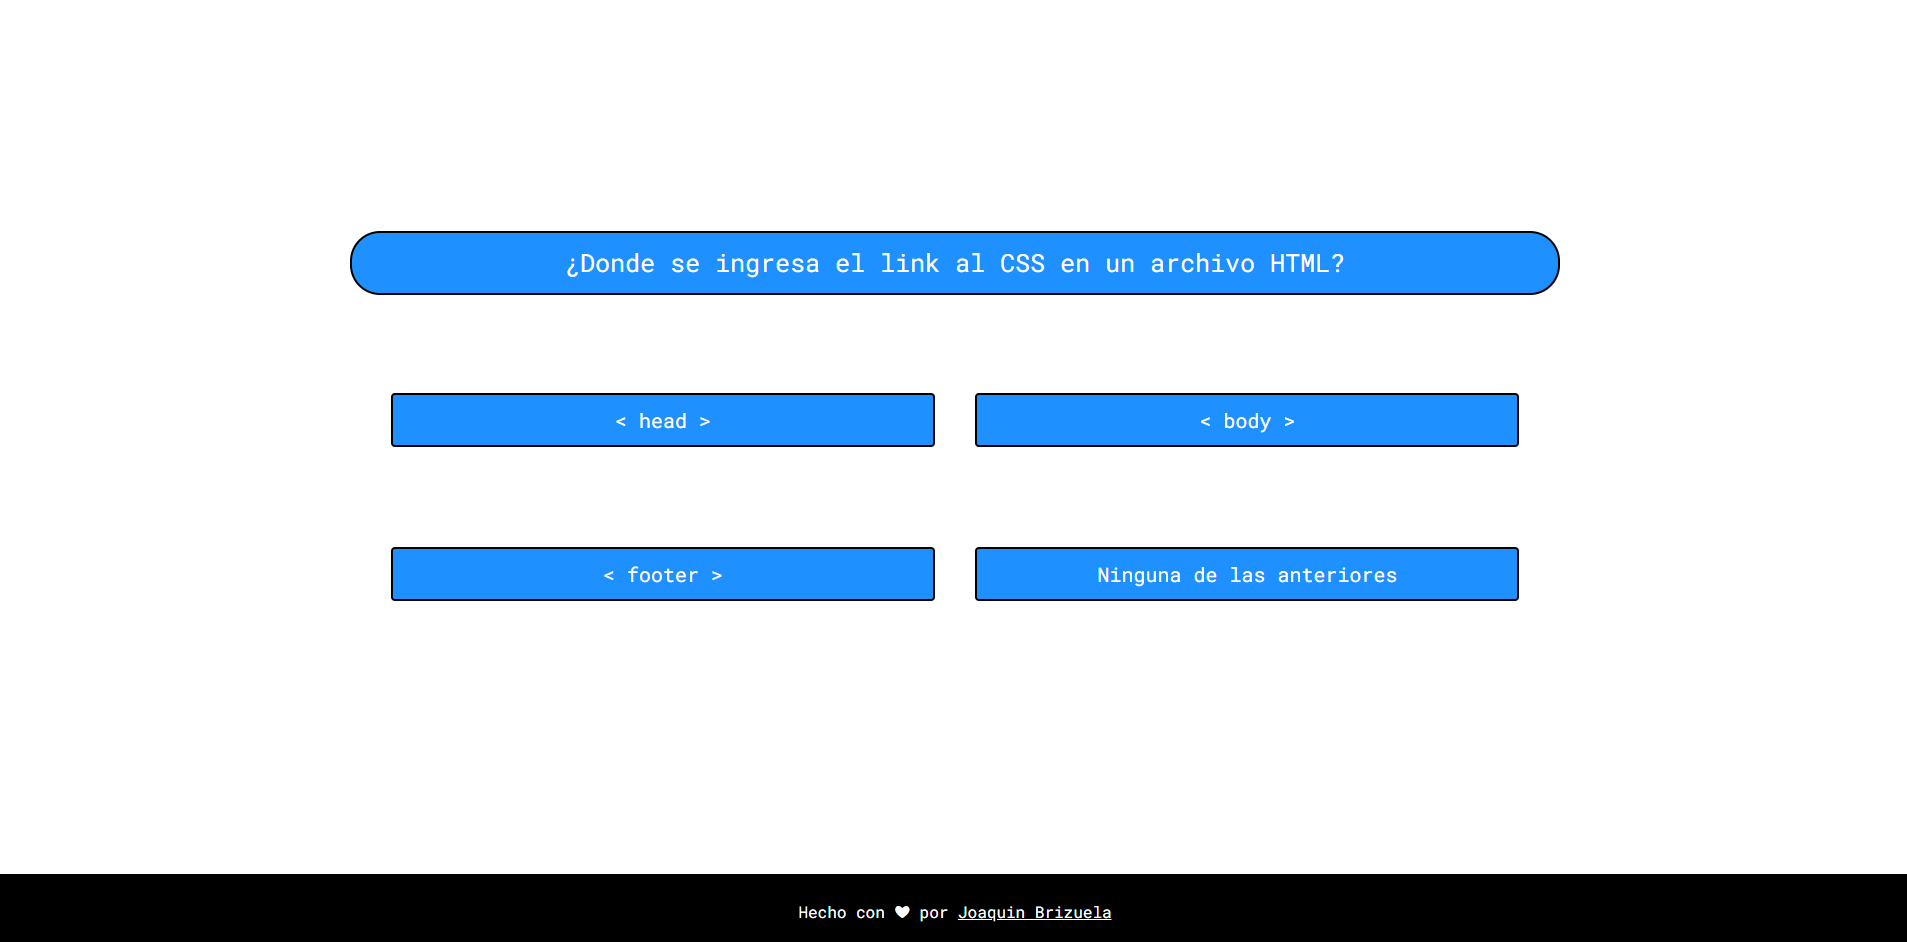 ¿Donde se ingresa el link al CSS en un archivo HTML?
< head >
< body >
< footer >
Ninguna de las anteriores
Hecho con ♥ por Joaquin Brizuela